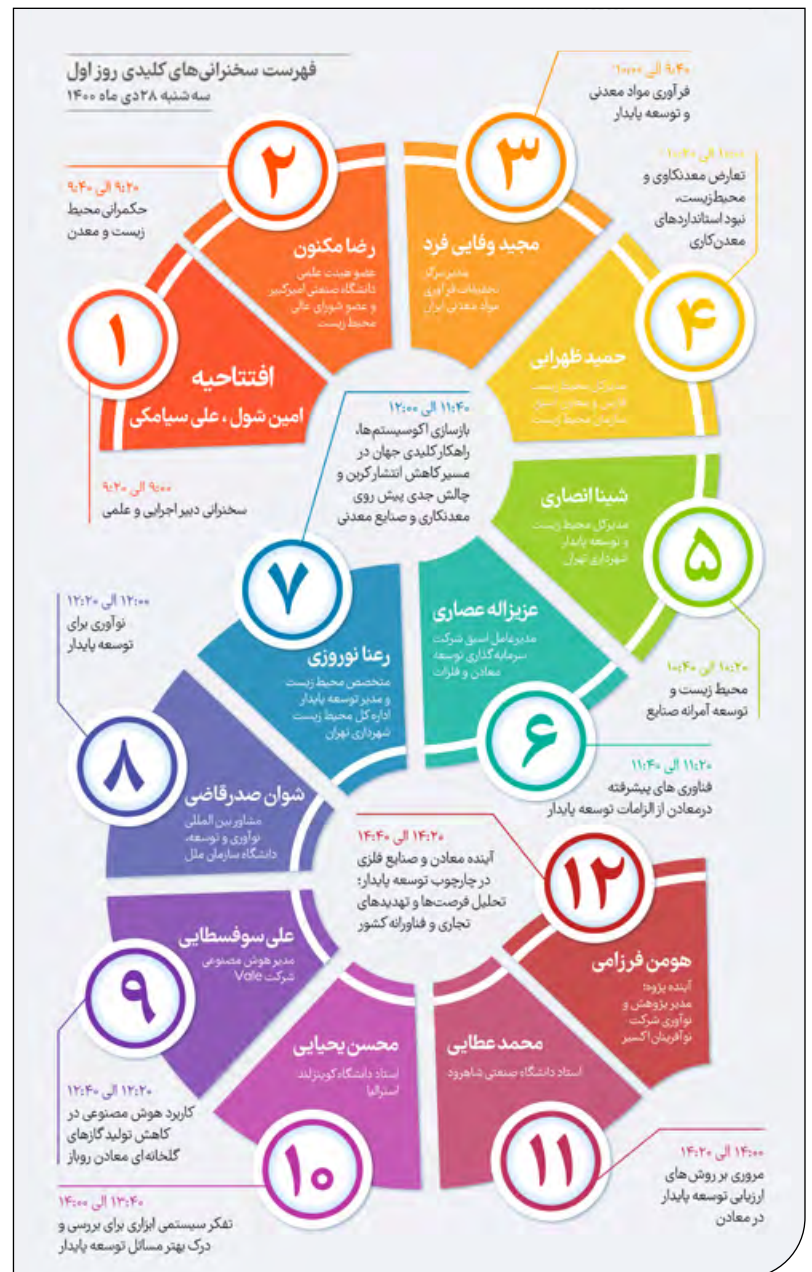 فهرست سخنرانی‌های کلیدی روز اول
سه شنبه ۲۸ دی ماه ۱۴۰۰
۱
افتتاحیه
امین شول ، علی سیامکی
۹:۰۰ الی ۹:۲۰
سخنرانی دبیر اجرایی و علمی
۲
۹:۲۰ الی ۹:۴۰
حکمرانی محیط
زیست و معدن
رضا مکنون
عضو هیئت علمی
دانشگاه صنعتی امیرکبیر
و عضو شورای عالی
محیط زیست
۳
۹:۴۰ الی ۱۰:۰۰
فرآوری مواد معدنی
و توسعه پایدار
مجید وفایی فرد
مدیر مرکز
تحقیقات فرآوری
مواد معدنی ایران
۴
الی
تعارض معدنکاوی و
محیط‌زیست،
نبود استانداردهای
معدن‌کاری
حمید ظهرابی
سازمان محیط زیست
۵
شینا انصاری
مدیرکل محیط زیست
و توسعه پایدار
شهرداری تهران
۱۰:۲۰ الی ۱۰:۴۰
محیط زیست و
توسعه آمرانه صنایع
۶
عزیزاله عصاری
مدیرعامل اسبق شرکت
سرمایه گذاری توسعه
معادن و فلزات
۱۱:۲۰ الی ۱۱:۴۰
فناوری های پیشرفته
درمعادن از الزامات توسعه پایدار
۷
۱۱:۴۰ الی ۱۲:۰۰
بازسازی اکوسیستم‌ها،
راهکار کلیدی جهان در
مسیر کاهش انتشار کربن و
چالش جدی پیش روی
معدنکاری و صنایع معدنی
رعنا نوروزی
متخصص محیط زیست
و مدیر توسعه پایدار
اداره کل محیط زیست
شهرداری تهران
۸
۱۲:۰۰ الی ۱۲:۲۰
نوآوری برای
توسعه پایدار
شوان صدرقاضی
مشاور بین المللی
نوآوری و توسعه،
دانشگاه سازمان ملل
۹
علی سوفسطایی
مدیر هوش مصنوعی
شرکت Vale
۱۲:۲۰ الی ۱۲:۴۰
کاربرد هوش مصنوعی در
کاهش تولید گازهای
گلخانه‌ای معادن روباز
۱۰
محسن یحیایی
استاد دانشگاه کویینزلند
استرالیا
۱۳:۴۰ الی ۱۴:۰۰
تفکر سیستمی ابزاری برای بررسی و
درک بهتر مسائل توسعه پایدار
۱۱
محمد عطایی
استاد دانشگاه صنعتی شاهرود
۱۴:۰۰ الی ۱۴:۲۰
مروری بر روش های
ارزیابی توسعه پایدار
در معادن
۱۲
۱۴:۲۰ الی ۱۴:۴۰
آینده معادن و صنایع فلزی
در چارچوب توسعه پایدار؛
تحلیل فرصت‌ها و تهدیدهای
تجاری و فناورانه کشور
هومن فرزامی
آینده پژوه؛
مدیر پژوهش و
نوآوری شرکت
نوآفرینان اکسیر